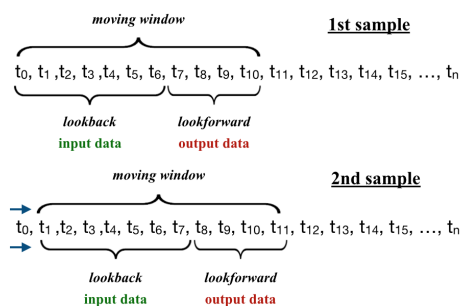 moving window
1st sample
t0, t1 ,t2, t3 ,t4, t5, t6, t7, t8, t9, t10, t11, t12, t13, t14, t15, …, tn
lookback lookforward
input data output data
moving window
2nd sample
t0, t1 ,t2, t3 ,t4, t5, t6, t7, t8, t9, t10, t11, t12, t13, t14, t15, …, tn
lookback lookforward
input data output data